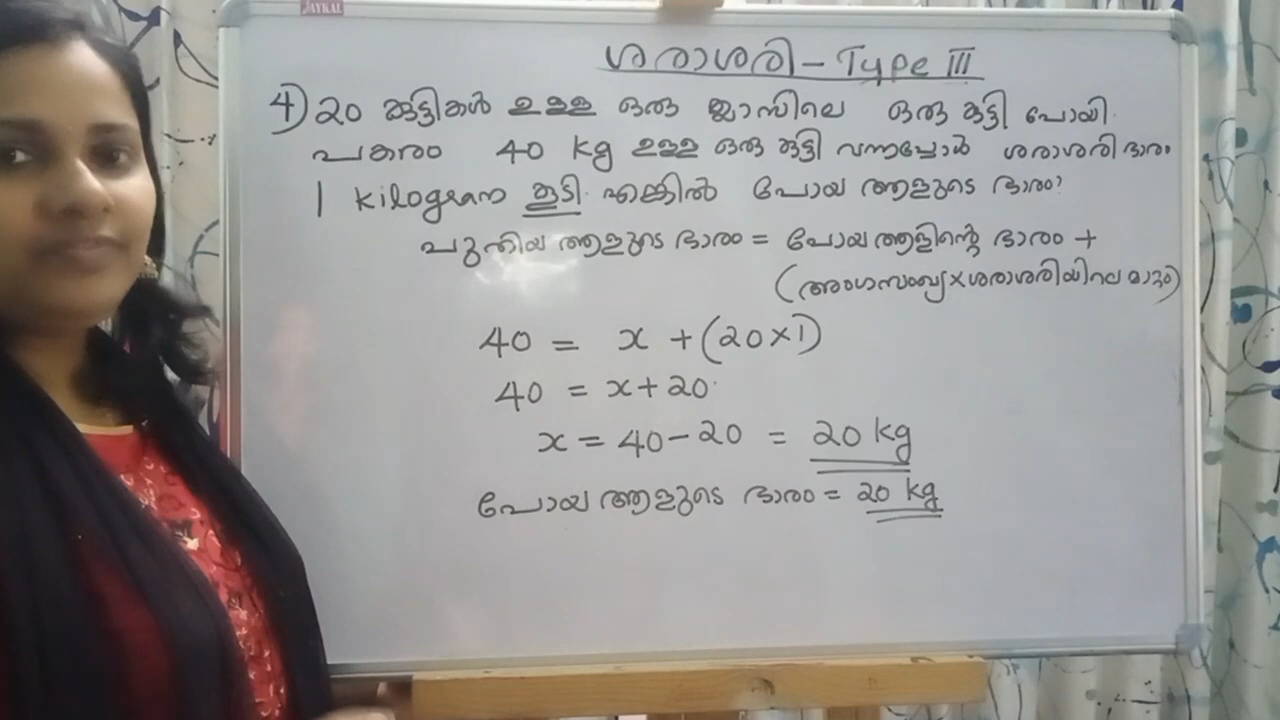 JAYKAL
ശരാശരി - Type III
4) 20 കുട്ടികൾ ഉള്ള ഒരു ക്ലാസിലെ ഒരു കുട്ടി പോയി.
പകരം 40 kg ഉള്ള ഒരു കുട്ടി വന്നപ്പോൾ ശരാശരി ഭാരം
1 kilogram കൂടി. എങ്കിൽ പോയ ആളുടെ ഭാരം?
പുതിയ ആളുടെ ഭാരം = പോയ ആളിന്റെ ഭാരം +
(അംഗസംഖ്യ × ശരാശരിയിലെ മാറ്റം)
40 = x + (20 × 1)
40 = x + 20
x = 40 - 20 = 20 kg
പോയ ആളുടെ ഭാരം = 20 kg